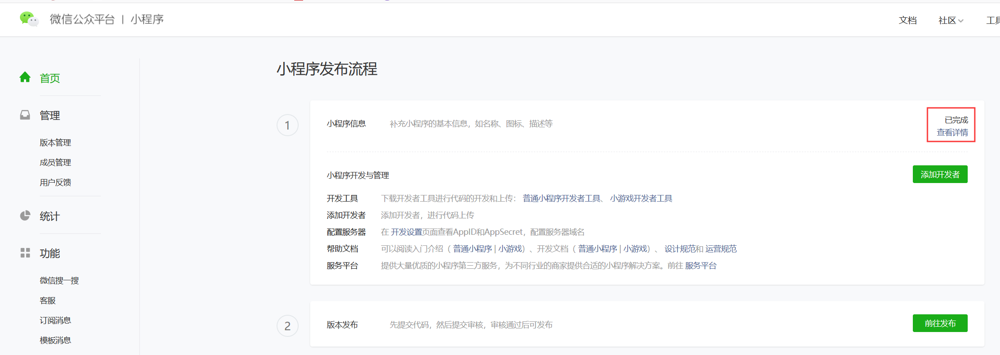 微信公众平台 | 小程序
文档 社区 工具
首页
管理
版本管理
成员管理
用户反馈
统计
功能
微信搜一搜
客服
订阅消息
模板消息
小程序发布流程
1
小程序信息 补充小程序的基本信息，如名称、图标、描述等
已完成
查看详情
小程序开发与管理
添加开发者
开发工具 下载开发者工具进行代码的开发和上传： 普通小程序开发者工具、 小游戏开发者工具
添加开发者 添加开发者，进行代码上传
配置服务器 在 开发设置页面查看AppID和AppSecret，配置服务器域名
帮助文档 可以阅读入门介绍（ 普通小程序 | 小游戏）、开发文档（ 普通小程序 | 小游戏）、 设计规范和 运营规范
服务平台 提供大量优质的小程序第三方服务，为不同行业的商家提供合适的小程序解决方案。前往 服务平台
2
版本发布 先提交代码，然后提交审核，审核通过后可发布
前往发布